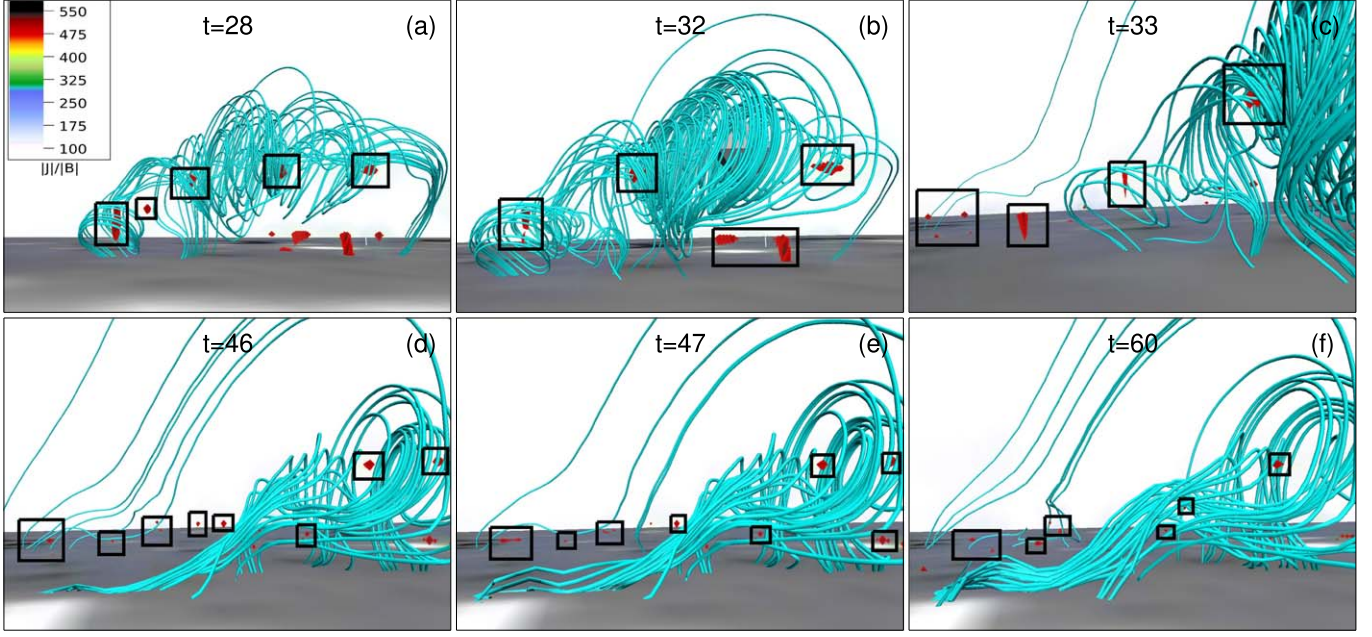 t=28
(a)
550
475
400
325
250
175
100
|J|/|B|
t=32
(b)
t=33
(c)
t=46
(d)
t=47
(e)
t=60
(f)